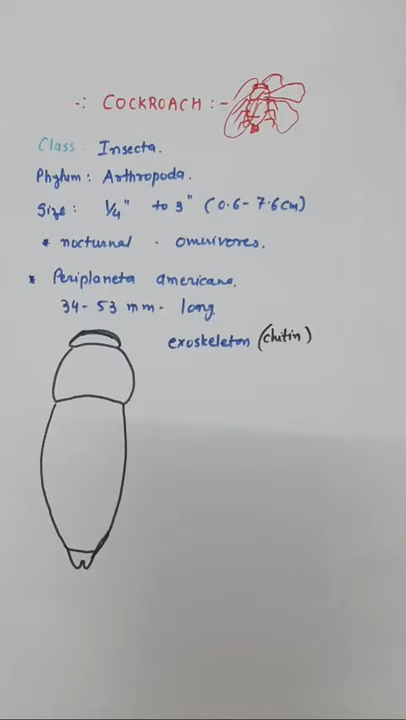 -: COCKROACH :-
Class: Insecta.
Phylum: Arthropoda.
Size: 1/4" to 3" (0.6 - 7.6 cm)
* nocturnal - omnivores.
* Periplaneta americana.
34 - 53 mm - long
exoskeleton (chitin)